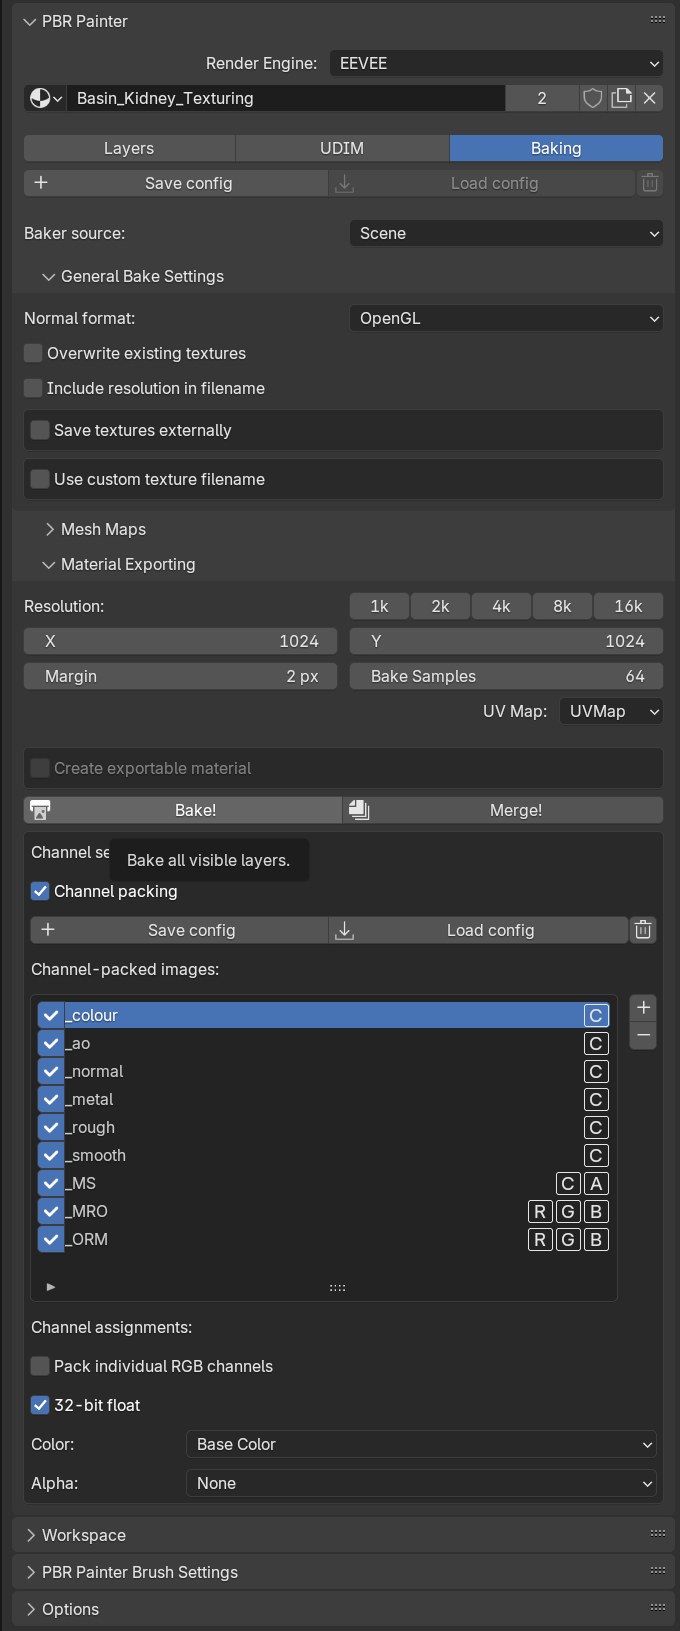 PBR Painter
Render Engine: EEVEE
Basin_Kidney_Texturing 2
Layers UDIM Baking
Save config Load config
Baker source: Scene
General Bake Settings
Normal format: OpenGL
Overwrite existing textures
Include resolution in filename
Save textures externally
Use custom texture filename
Mesh Maps
Material Exporting
Resolution: 1k 2k 4k 8k 16k
X 1024 Y 1024
Margin 2 px Bake Samples 64
UV Map: UVMap
Create exportable material
Bake! Merge!
Channel se
Bake all visible layers.
Channel packing
Save config Load config
Channel-packed images:
_colour C
_ao C
_normal C
_metal C
_rough C
_smooth C
_MS C A
_MRO R G B
_ORM R G B
Channel assignments:
Pack individual RGB channels
32-bit float
Color: Base Color
Alpha: None
Workspace
PBR Painter Brush Settings
Options